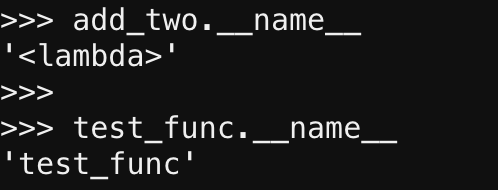 >>> add_two.__name__
'<lambda>'
>>>
>>> test_func.__name__
'test_func'